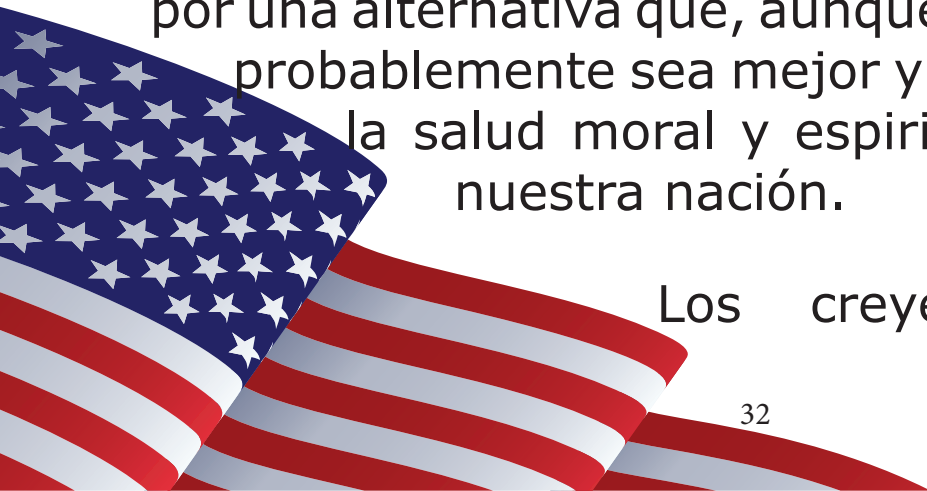 por una alternativa que, aunque
probablemente sea mejor y
la salud moral y espiri
nuestra nación.
Los creye
32